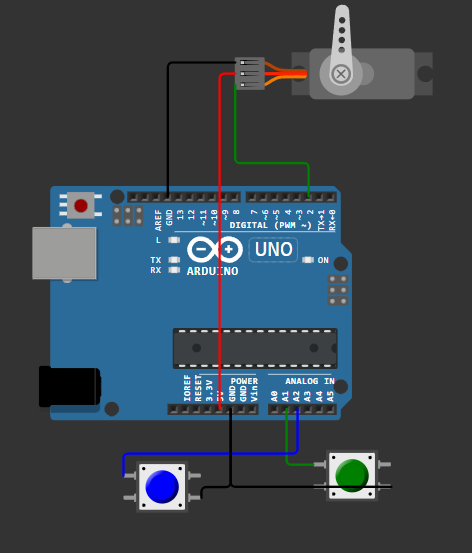 AREF
GND
13
12
~11
~10
~9
8
7
~6
~5
4
~3
2
TX→1
RX←0
DIGITAL (PWM ~)
L
UNO
TX
RX
ON
ARDUINO
IOREF
RESET
3.3V
5V
GND
GND
Vin
POWER
ANALOG IN
A0
A1
A2
A3
A4
A5